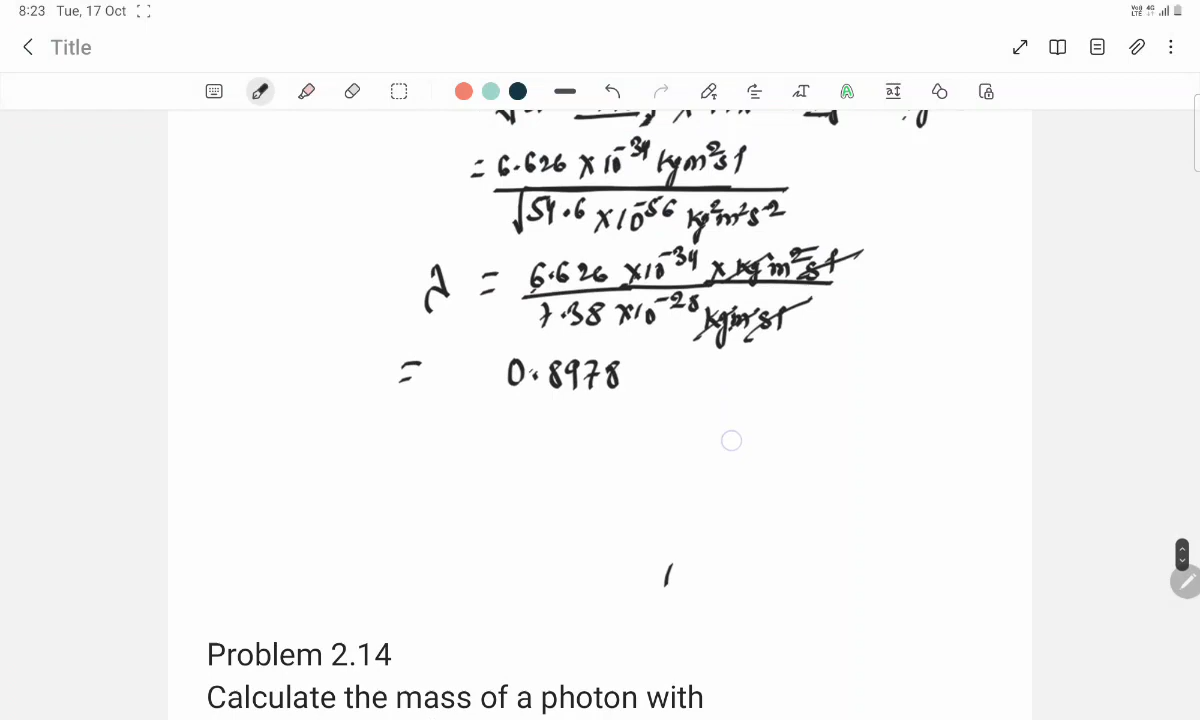 8:23 Tue, 17 Oct
Title
= 6.626 × 10⁻³⁴ kgm²s⁻¹
√54.6 × 10⁻⁵⁶ kg²m²s⁻²
λ = 6.626 × 10⁻³⁴ × kgm²s⁻¹
7.38 × 10⁻²⁸ kgms⁻¹
= 0.8978
Problem 2.14
Calculate the mass of a photon with